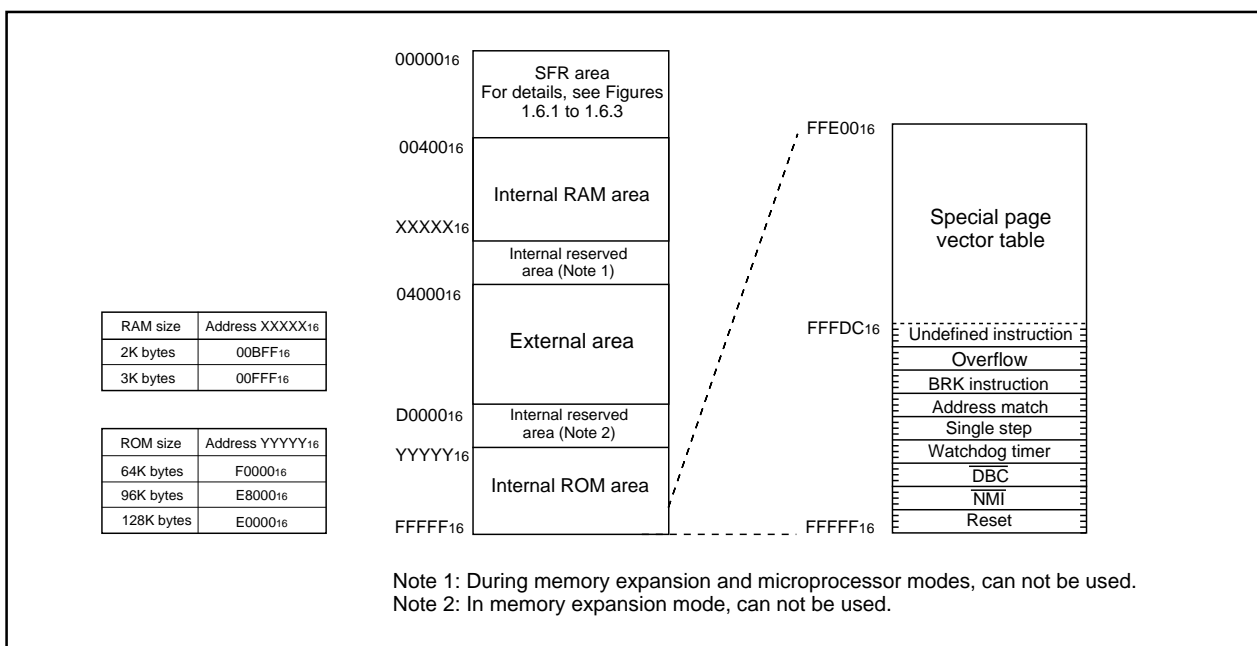 00000₁₆
SFR area
For details, see Figures
1.6.1 to 1.6.3
00400₁₆
Internal RAM area
XXXXX₁₆
Internal reserved
area (Note 1)
04000₁₆
External area
D0000₁₆
Internal reserved
area (Note 2)
YYYYY₁₆
Internal ROM area
FFFFF₁₆
RAM size Address XXXXX₁₆
2K bytes 00BFF₁₆
3K bytes 00FFF₁₆
ROM size Address YYYYY₁₆
64K bytes F0000₁₆
96K bytes E8000₁₆
128K bytes E0000₁₆
FFE00₁₆
Special page
vector table
FFFDC₁₆
Undefined instruction
Overflow
BRK instruction
Address match
Single step
Watchdog timer
DBC
NMI
Reset
FFFFF₁₆
Note 1: During memory expansion and microprocessor modes, can not be used.
Note 2: In memory expansion mode, can not be used.